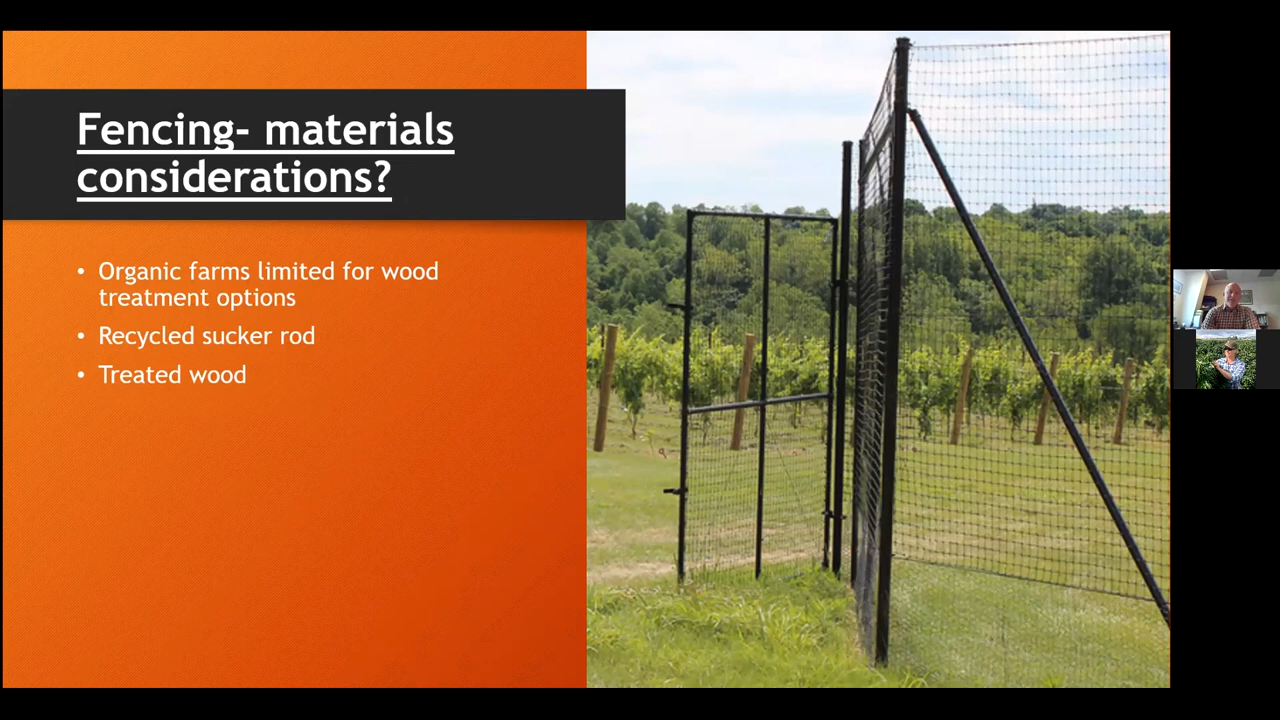 Fencing- materials
considerations?
• Organic farms limited for wood
treatment options
• Recycled sucker rod
• Treated wood